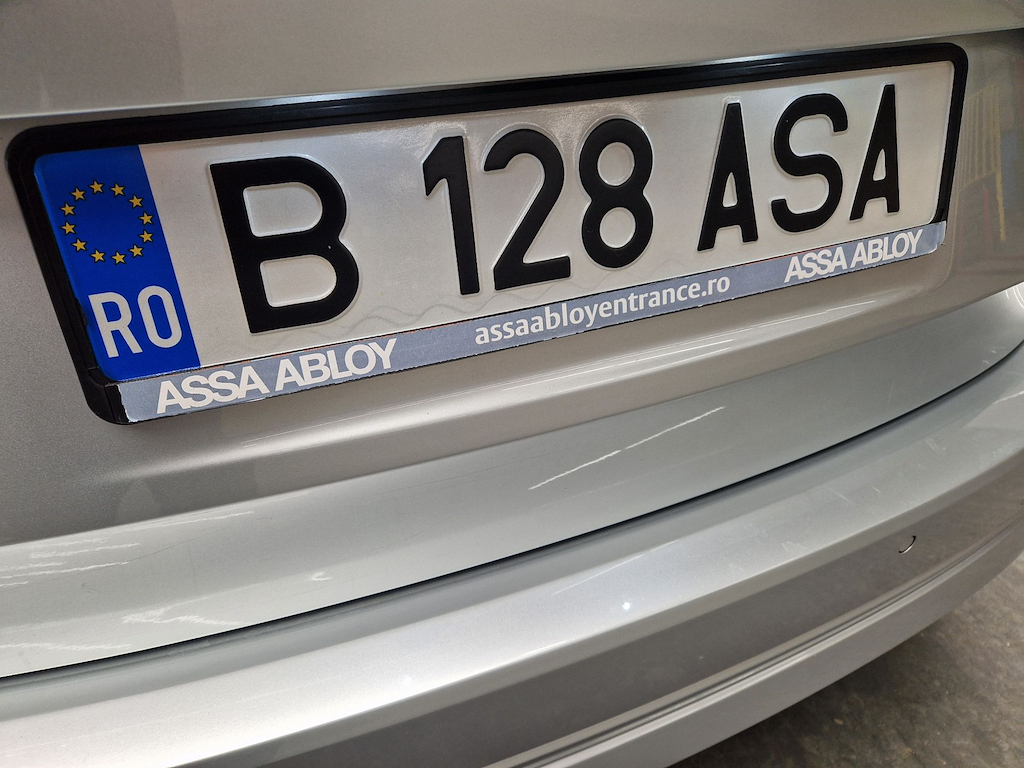 RO B 128 ASA
ASSA ABLOY assaabloyentrance.ro ASSA ABLOY